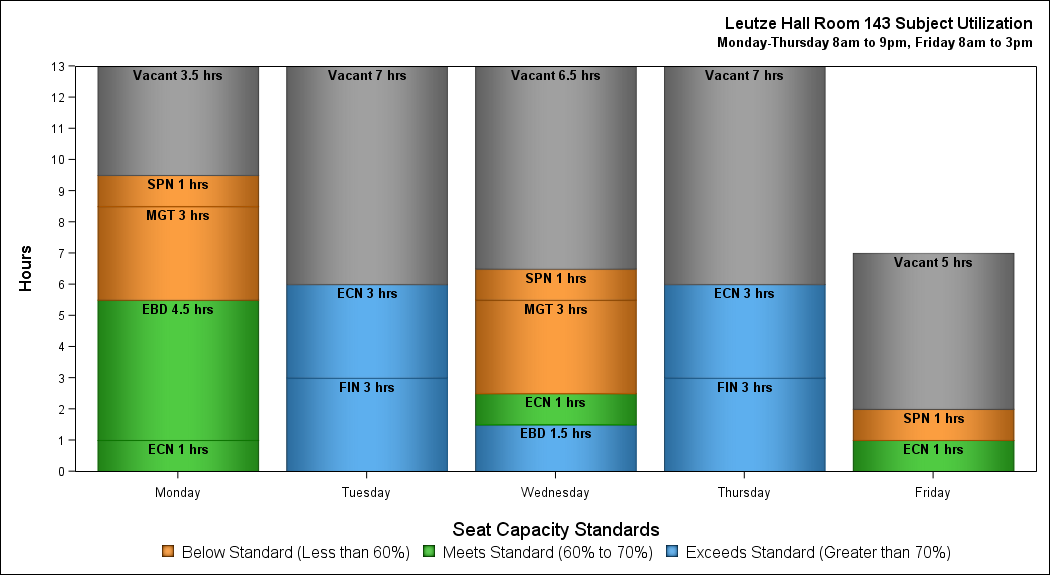 Leutze Hall Room 143 Subject Utilization
Monday-Thursday 8am to 9pm, Friday 8am to 3pm
Hours
13
12
11
10
9
8
7
6
5
4
3
2
1
0
Vacant 3.5 hrs
SPN 1 hrs
MGT 3 hrs
EBD 4.5 hrs
ECN 1 hrs
Vacant 7 hrs
ECN 3 hrs
FIN 3 hrs
Vacant 6.5 hrs
SPN 1 hrs
MGT 3 hrs
ECN 1 hrs
EBD 1.5 hrs
Vacant 7 hrs
ECN 3 hrs
FIN 3 hrs
Vacant 5 hrs
SPN 1 hrs
ECN 1 hrs
Monday Tuesday Wednesday Thursday Friday
Seat Capacity Standards
Below Standard (Less than 60%) Meets Standard (60% to 70%) Exceeds Standard (Greater than 70%)